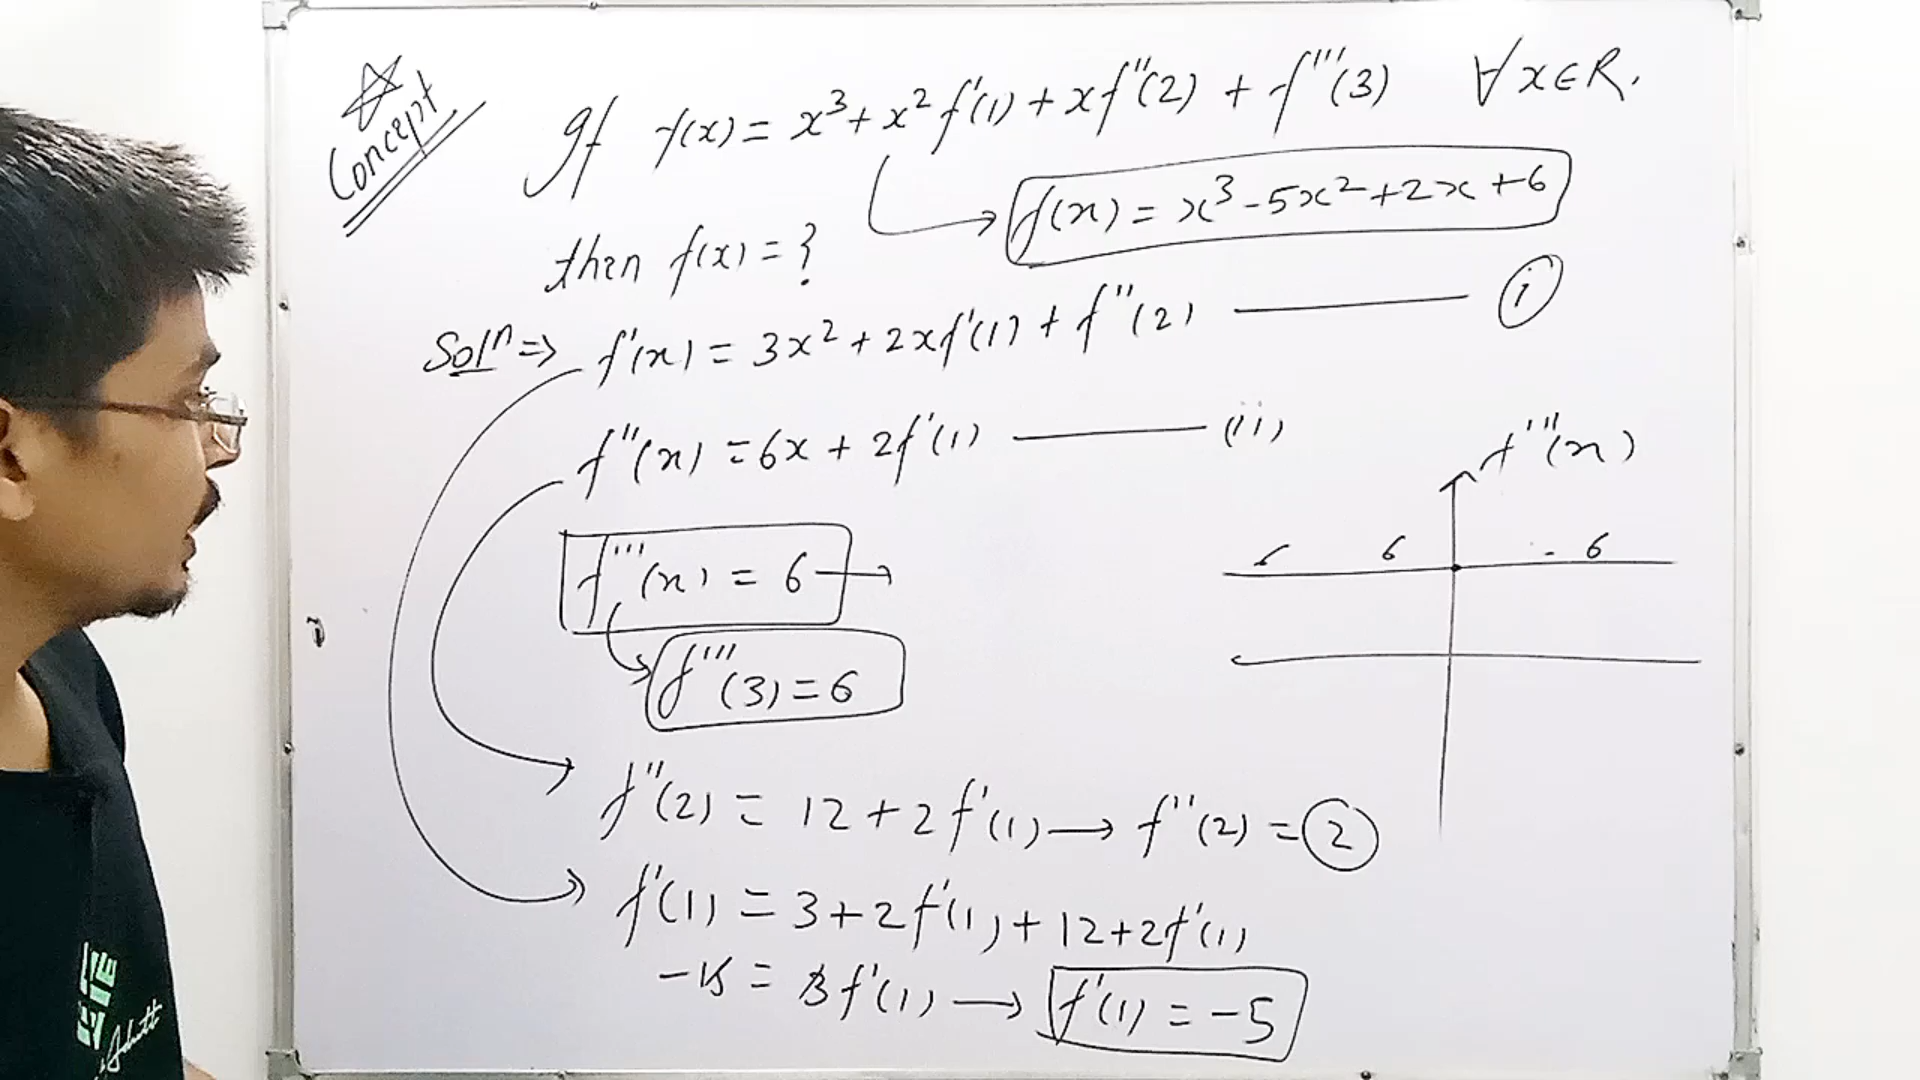 Concept
If f(x) = x³ + x² f'(1) + x f''(2) + f'''(3) ∀ x ∈ R.
f(x) = x³ - 5x² + 2x + 6
then f(x) = ?
Solⁿ ⇒ f'(x) = 3x² + 2x f'(1) + f''(2) ——— (i)
f''(x) = 6x + 2f'(1) ——— (ii)
f'''(x)
f'''(x) = 6 →
6 6 - 6
f'''(3) = 6
f''(2) = 12 + 2f'(1) → f''(2) = 2
f'(1) = 3 + 2f'(1) + 12 + 2f'(1)
-15 = 3f'(1) → f'(1) = -5